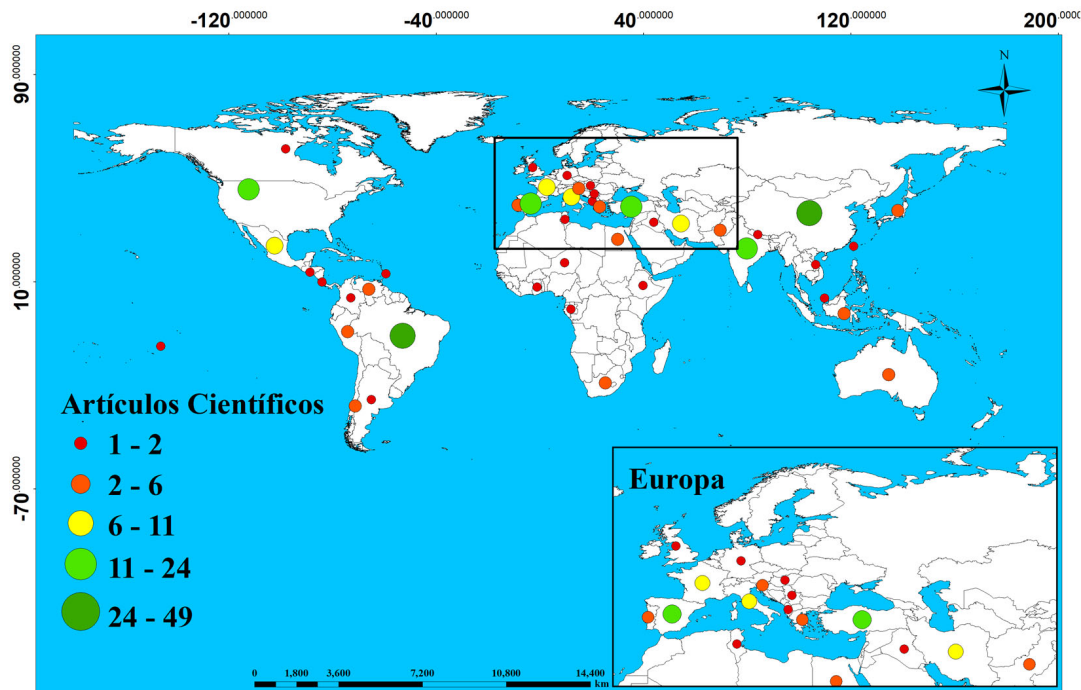 -120.000000 -40.000000 40.000000 120.000000 200.000000
N
90.000000
10.000000
-70.000000
Artículos Científicos
1 - 2
2 - 6
6 - 11
11 - 24
24 - 49
Europa
0 1,800 3,600 7,200 10,800 14,400
km